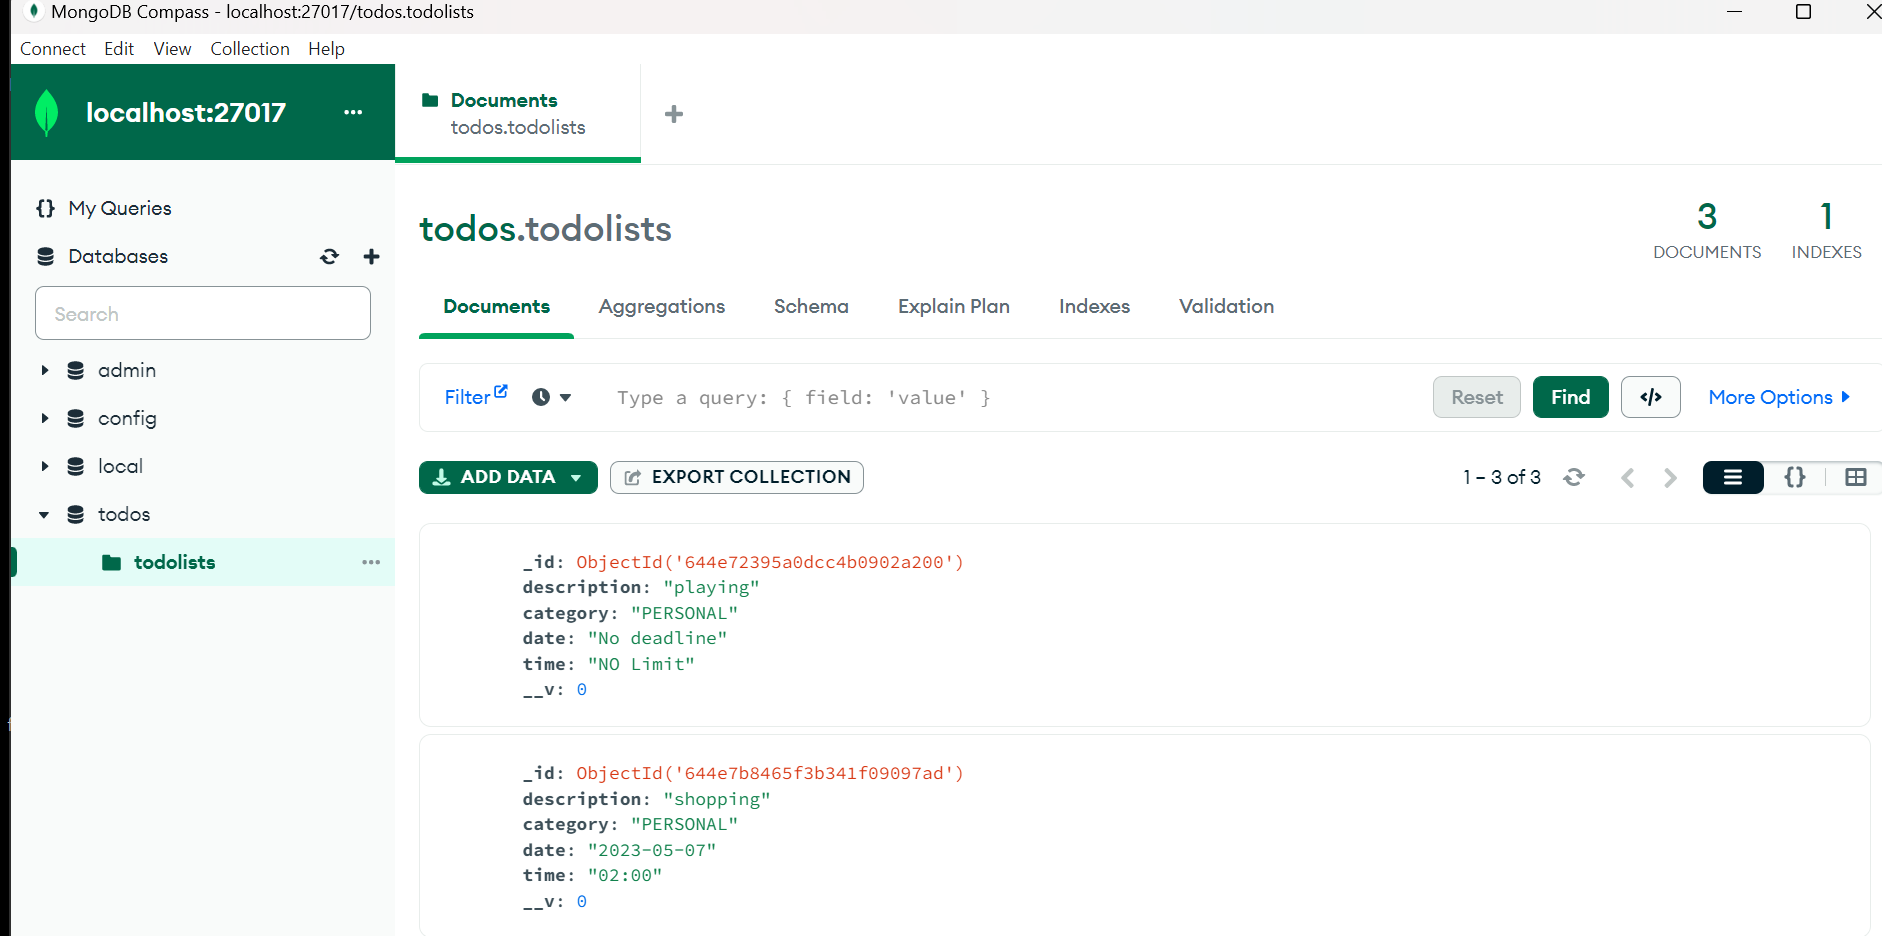 MongoDB Compass - localhost:27017/todos.todolists
Connect Edit View Collection Help
localhost:27017 ...
Documents
todos.todolists
{} My Queries
Databases
Search
admin
config
local
todos
todolists ...
todos.todolists
3
DOCUMENTS
1
INDEXES
Documents Aggregations Schema Explain Plan Indexes Validation
Filter Type a query: { field: 'value' } Reset Find </> More Options
ADD DATA EXPORT COLLECTION 1 – 3 of 3 {}
_id: ObjectId('644e72395a0dcc4b0902a200')
description: "playing"
category: "PERSONAL"
date: "No deadline"
time: "NO Limit"
__v: 0
_id: ObjectId('644e7b8465f3b341f09097ad')
description: "shopping"
category: "PERSONAL"
date: "2023-05-07"
time: "02:00"
__v: 0